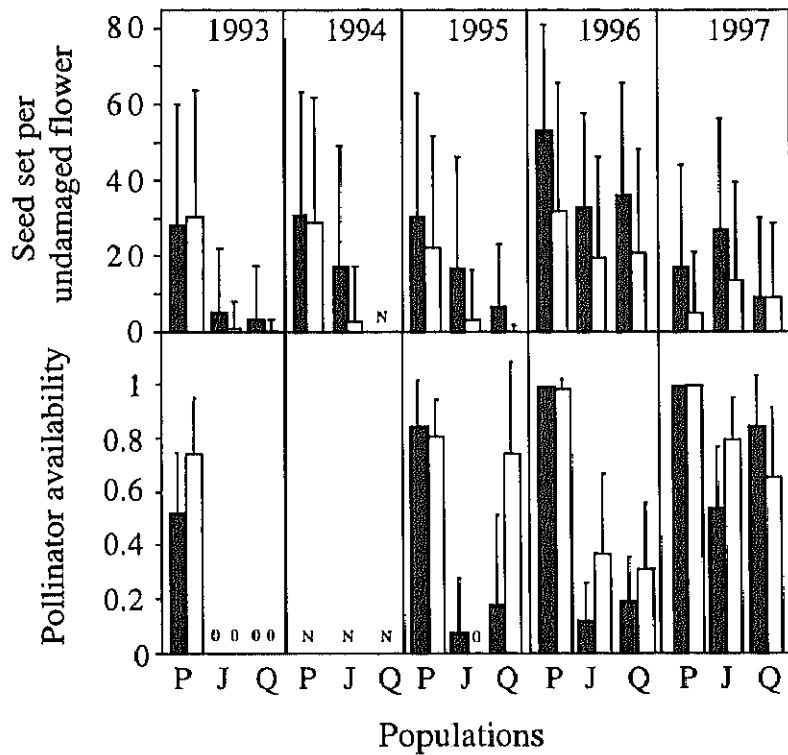 1993 1994 1995 1996 1997
Seed set per
undamaged flower
80
60
40
20
0
N
Pollinator availability
1
0.8
0.6
0.4
0.2
0
0 0 0 0 N N N 0
P J Q P J Q P J Q P J Q P J Q
Populations